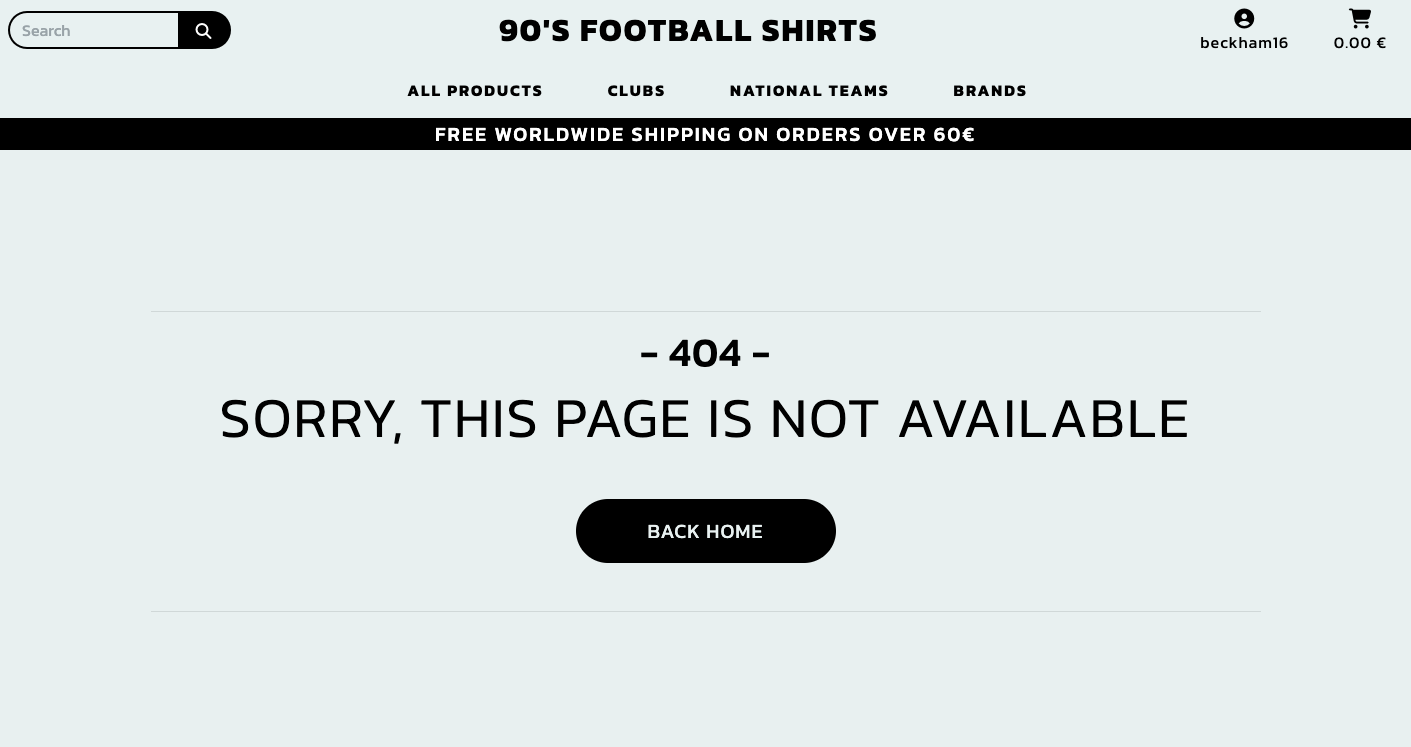 Search
90'S FOOTBALL SHIRTS
beckham16
0.00 €
ALL PRODUCTS
CLUBS
NATIONAL TEAMS
BRANDS
FREE WORLDWIDE SHIPPING ON ORDERS OVER 60€
- 404 -
SORRY, THIS PAGE IS NOT AVAILABLE
BACK HOME